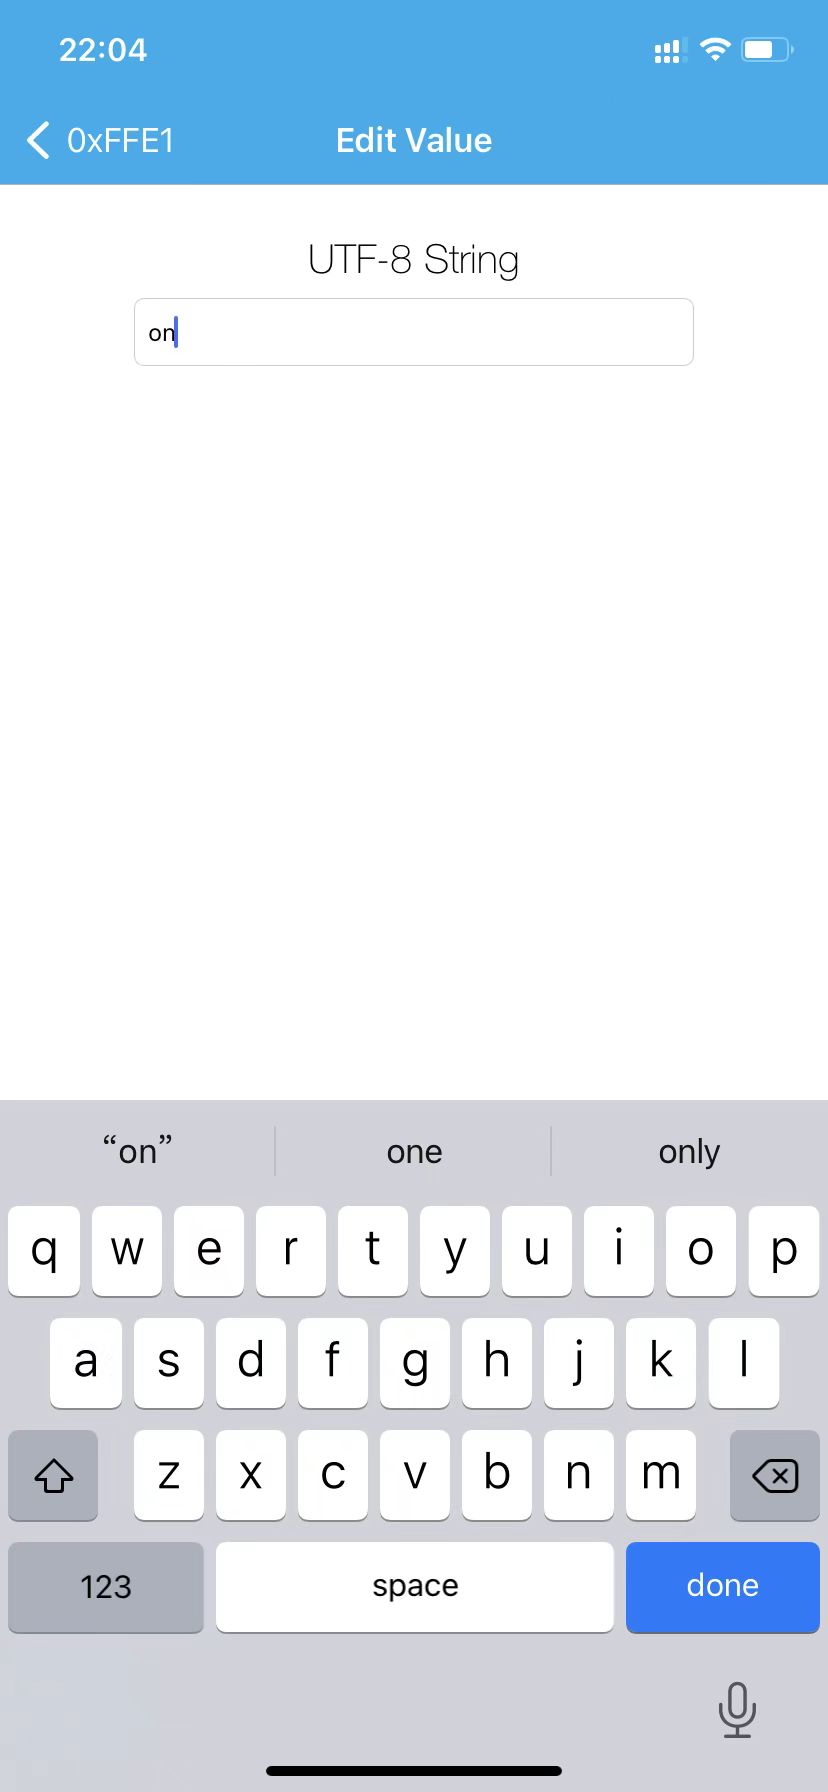 22:04
0xFFE1 Edit Value
UTF-8 String
on
“on” one only
q w e r t y u i o p
a s d f g h j k l
z x c v b n m
123 space done